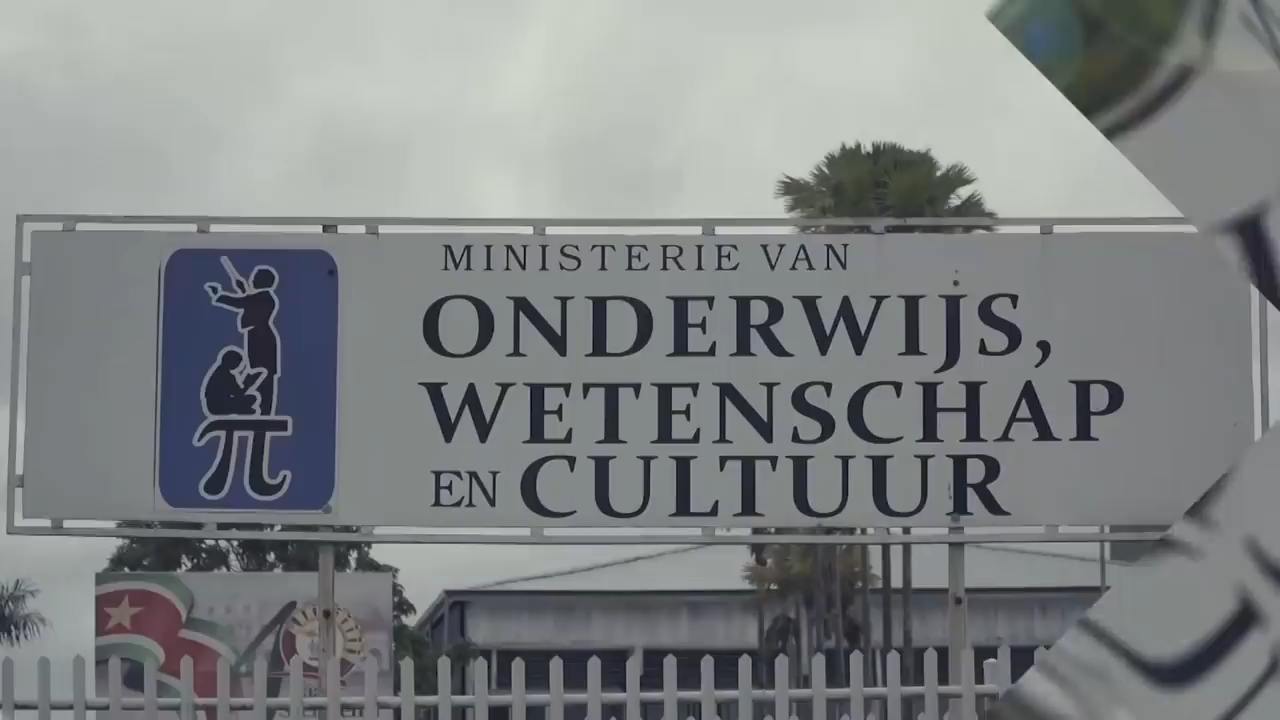 MINISTERIE VAN
ONDERWIJS,
WETENSCHAP
EN CULTUUR